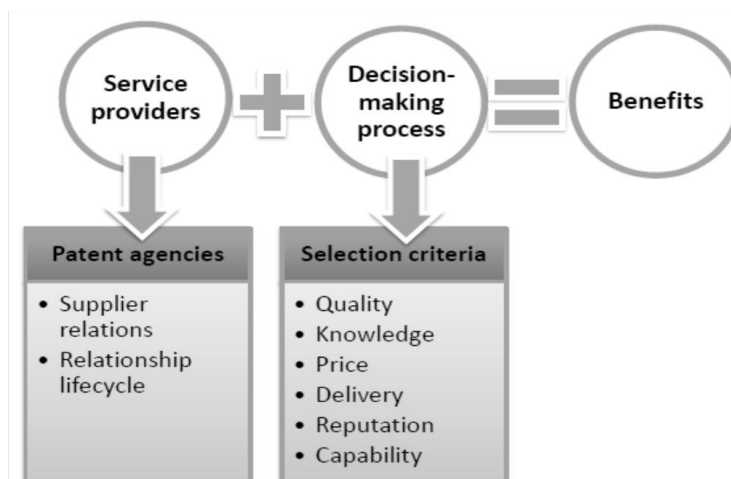 Service
providers
Decision-
making
process
Benefits
Patent agencies
• Supplier
relations
• Relationship
lifecycle
Selection criteria
• Quality
• Knowledge
• Price
• Delivery
• Reputation
• Capability